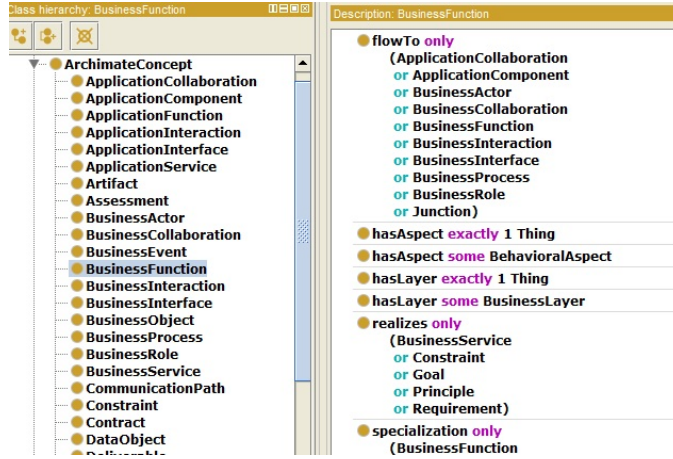 Class hierarchy: BusinessFunction
ArchimateConcept
ApplicationCollaboration
ApplicationComponent
ApplicationFunction
ApplicationInteraction
ApplicationInterface
ApplicationService
Artifact
Assessment
BusinessActor
BusinessCollaboration
BusinessEvent
BusinessFunction
BusinessInteraction
BusinessInterface
BusinessObject
BusinessProcess
BusinessRole
BusinessService
CommunicationPath
Constraint
Contract
DataObject
Deliverable
Description: BusinessFunction
flowTo only
(ApplicationCollaboration
or ApplicationComponent
or BusinessActor
or BusinessCollaboration
or BusinessFunction
or BusinessInteraction
or BusinessInterface
or BusinessProcess
or BusinessRole
or Junction)
hasAspect exactly 1 Thing
hasAspect some BehavioralAspect
hasLayer exactly 1 Thing
hasLayer some BusinessLayer
realizes only
(BusinessService
or Constraint
or Goal
or Principle
or Requirement)
specialization only
(BusinessFunction